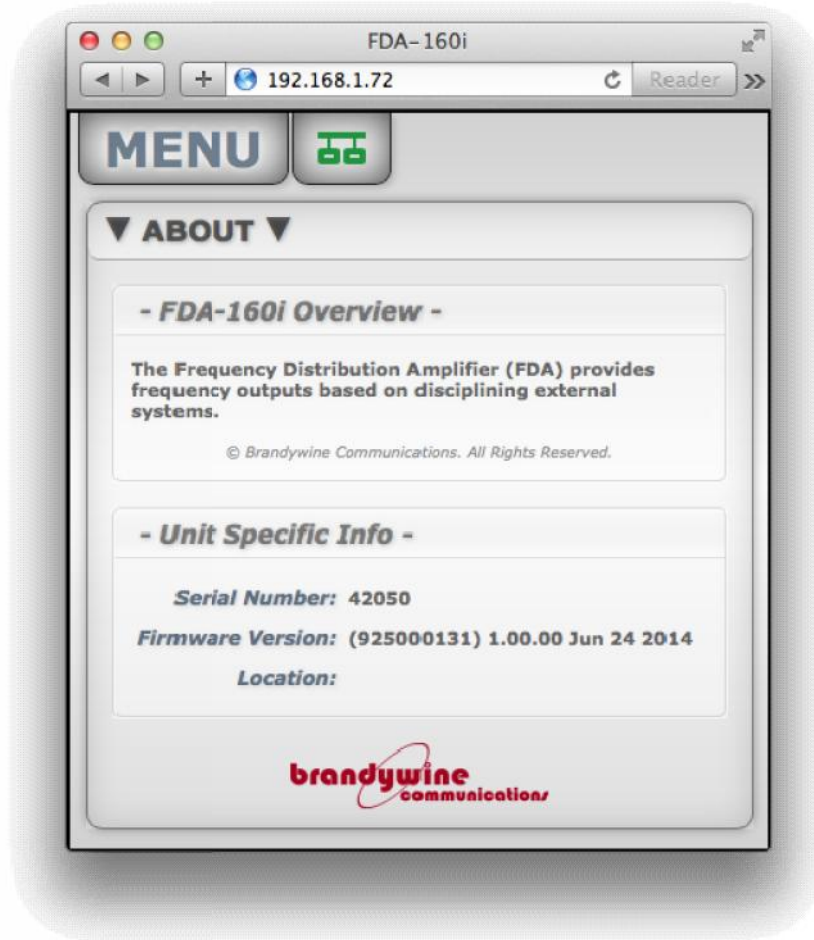 FDA-160i
192.168.1.72
Reader
MENU
▼ ABOUT ▼
- FDA-160i Overview -
The Frequency Distribution Amplifier (FDA) provides
frequency outputs based on disciplining external
systems.
© Brandywine Communications. All Rights Reserved.
- Unit Specific Info -
Serial Number: 42050
Firmware Version: (925000131) 1.00.00 Jun 24 2014
Location:
brandywine
communications